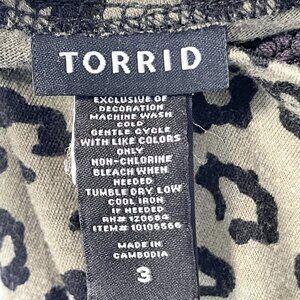 TORRID
EXCLUSIVE OF
DECORATION
MACHINE WASH
COLD
GENTLE CYCLE
WITH LIKE COLORS
ONLY
NON-CHLORINE
BLEACH WHEN
NEEDED
TUMBLE DRY LOW
COOL IRON
IF NEEDED
RN# 120684
ITEM# 10106566
MADE IN
CAMBODIA
3